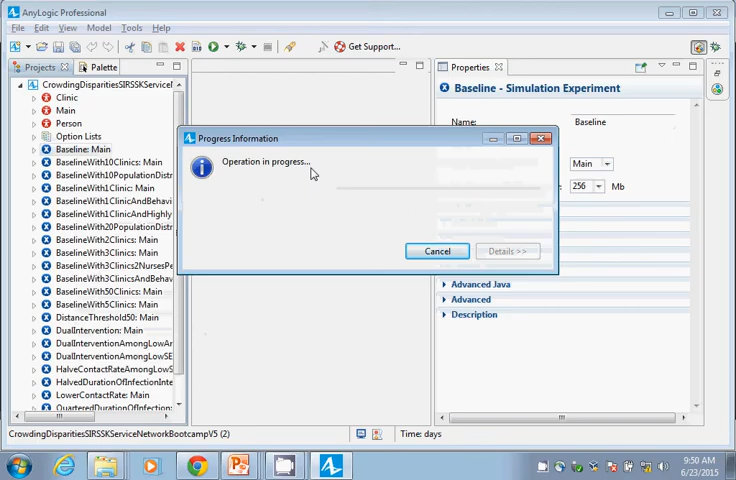 AnyLogic Professional
File Edit View Model Tools Help
Get Support...
Projects
Palette
Properties
CrowdingDisparitiesSIRSSKServiceN
Clinic
Main
Person
Option Lists
Baseline: Main
BaselineWith10Clinics: Main
BaselineWith10PopulationDistr
BaselineWith1Clinic: Main
BaselineWith1ClinicAndBehavi
BaselineWith1ClinicAndHighly
BaselineWith20PopulationDistr
BaselineWith2Clinics: Main
BaselineWith3Clinics: Main
BaselineWith3Clinics2NursesPe
BaselineWith3ClinicsAndBehav
BaselineWith50Clinics: Main
BaselineWith5Clinics: Main
DistanceThreshold50: Main
DualIntervention: Main
DualInterventionAmongLowAr
DualInterventionAmongLowSE
HalveContactRateAmongLowSE
HalvedDurationOfInfectionInte
LowerContactRate: Main
QuarteredDurationOfInfection:
Baseline - Simulation Experiment
Name: Baseline
Main
256 Mb
Advanced Java
Advanced
Description
Progress Information
Operation in progress...
Cancel
Details >>
CrowdingDisparitiesSIRSSKServiceNetworkBootcampV5 (2)
Time: days
9:50 AM
6/23/2015